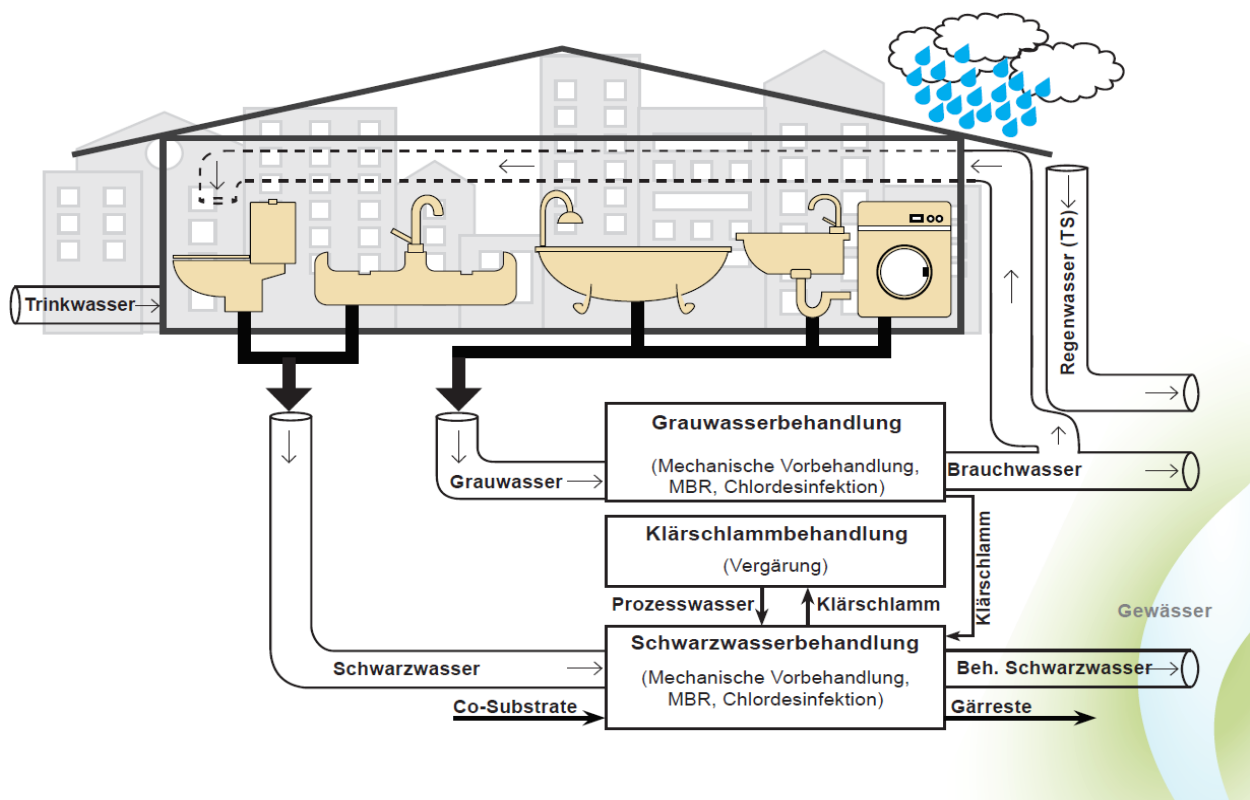 Trinkwasser
Regenwasser (TS)
Grauwasserbehandlung
(Mechanische Vorbehandlung,
MBR, Chlordesinfektion)
Grauwasser
Brauchwasser
Klärschlammbehandlung
(Vergärung)
Klärschlamm
Prozesswasser
Klärschlamm
Gewässer
Schwarzwasserbehandlung
(Mechanische Vorbehandlung,
MBR, Chlordesinfektion)
Schwarzwasser
Beh. Schwarzwasser
Co-Substrate
Gärreste